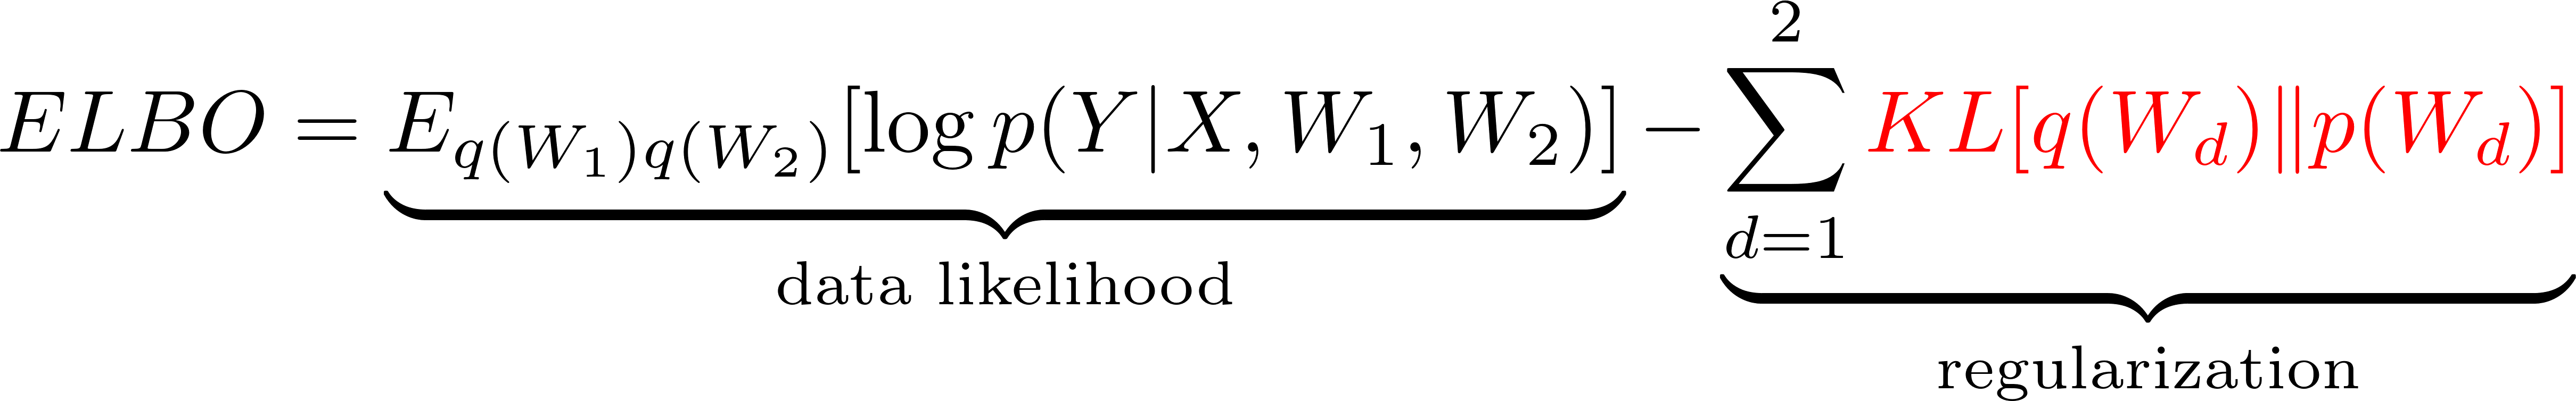 ELBO = E_{q(W_1)q(W_2)}[log p(Y|X, W_1, W_2)] − \sum_{d=1}^{2} KL[q(W_d)||p(W_d)]
data likelihood
regularization